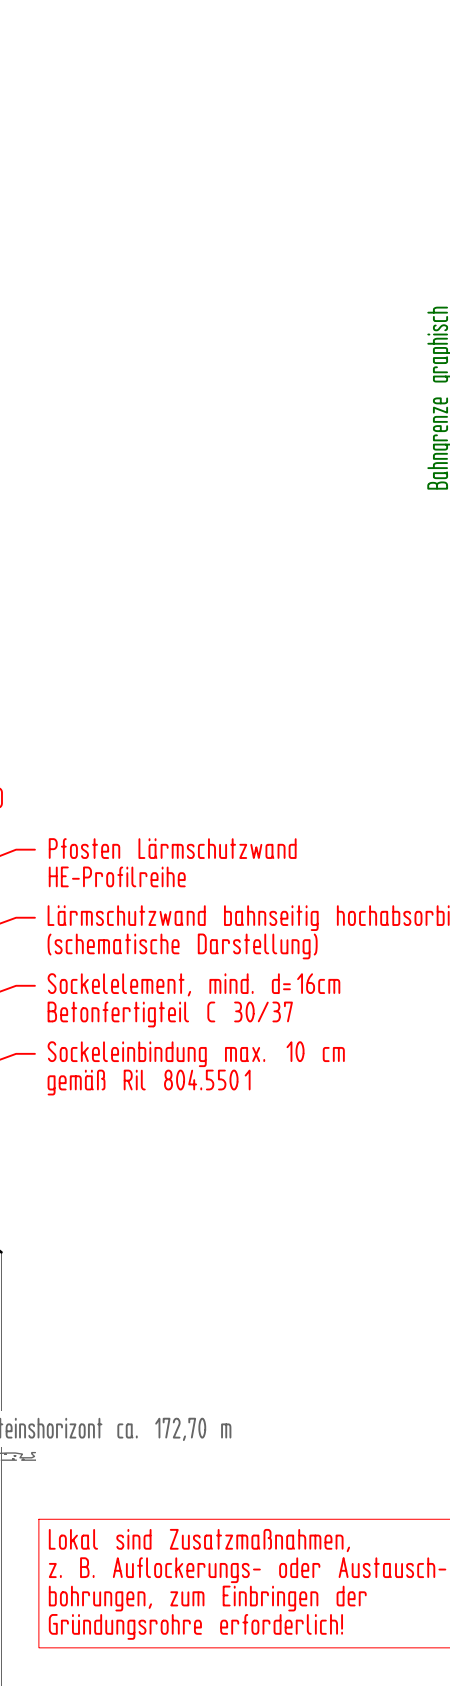 Bahngrenze graphisch
Pfosten Lärmschutzwand
HE-Profilreihe
Lärmschutzwand bahnseitig hochabsorbi
(schematische Darstellung)
Sockelelement, mind. d=16cm
Betonfertigteil C 30/37
Sockeleinbindung max. 10 cm
gemäß Ril 804.5501
teinshorizont ca. 172,70 m
Lokal sind Zusatzmaßnahmen,
z. B. Auflockerungs- oder Austausch-
bohrungen, zum Einbringen der
Gründungsrohre erforderlich!